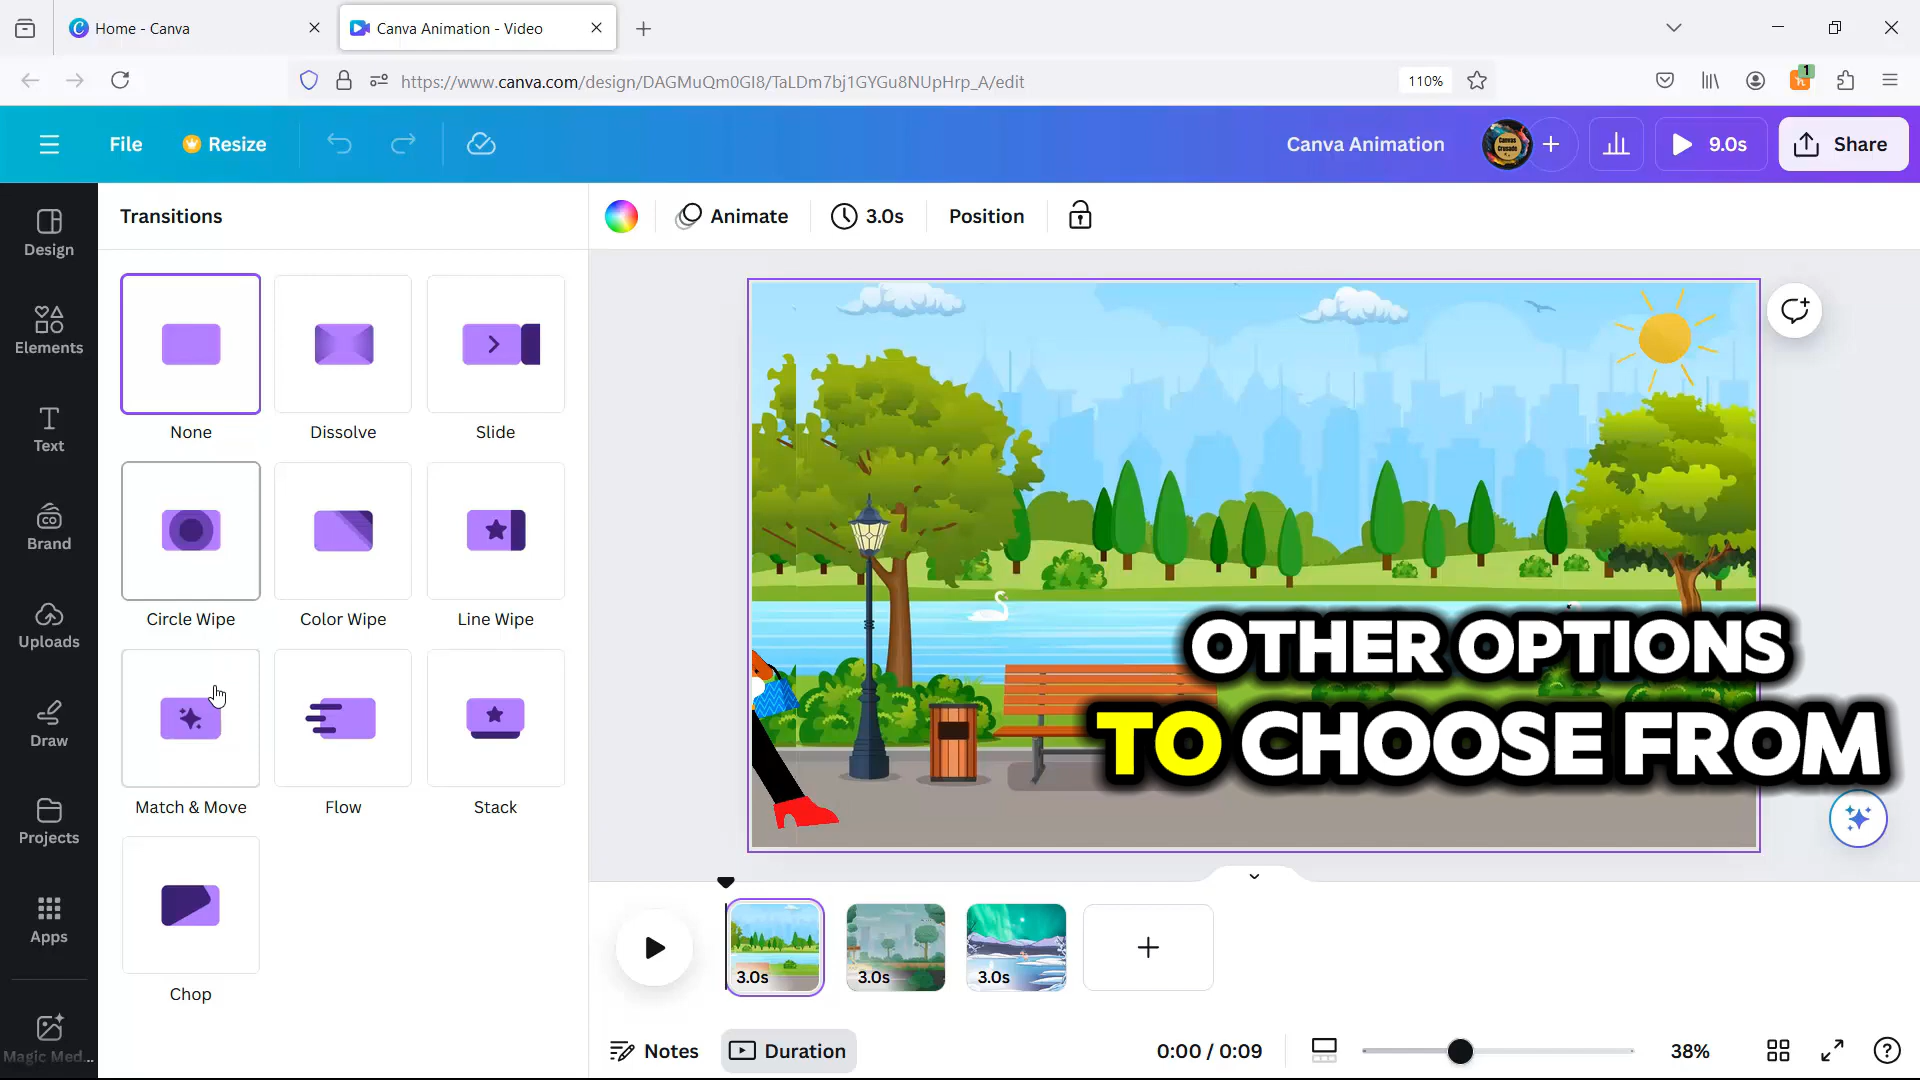 Home - Canva
Canva Animation - Video
https://www.canva.com/design/DAGMuQm0GI8/TaLDm7bj1GYGu8NUpHrp_A/edit
110%
1
File
Resize
Canva Animation
9.0s
Share
Transitions
Animate
3.0s
Position
Design
Elements
Text
Brand
Uploads
Draw
Projects
Apps
Magic Med...
None
Dissolve
Slide
Circle Wipe
Color Wipe
Line Wipe
Match & Move
Flow
Stack
Chop
OTHER OPTIONS
TO CHOOSE FROM
3.0s
3.0s
3.0s
Notes
Duration
0:00 / 0:09
38%